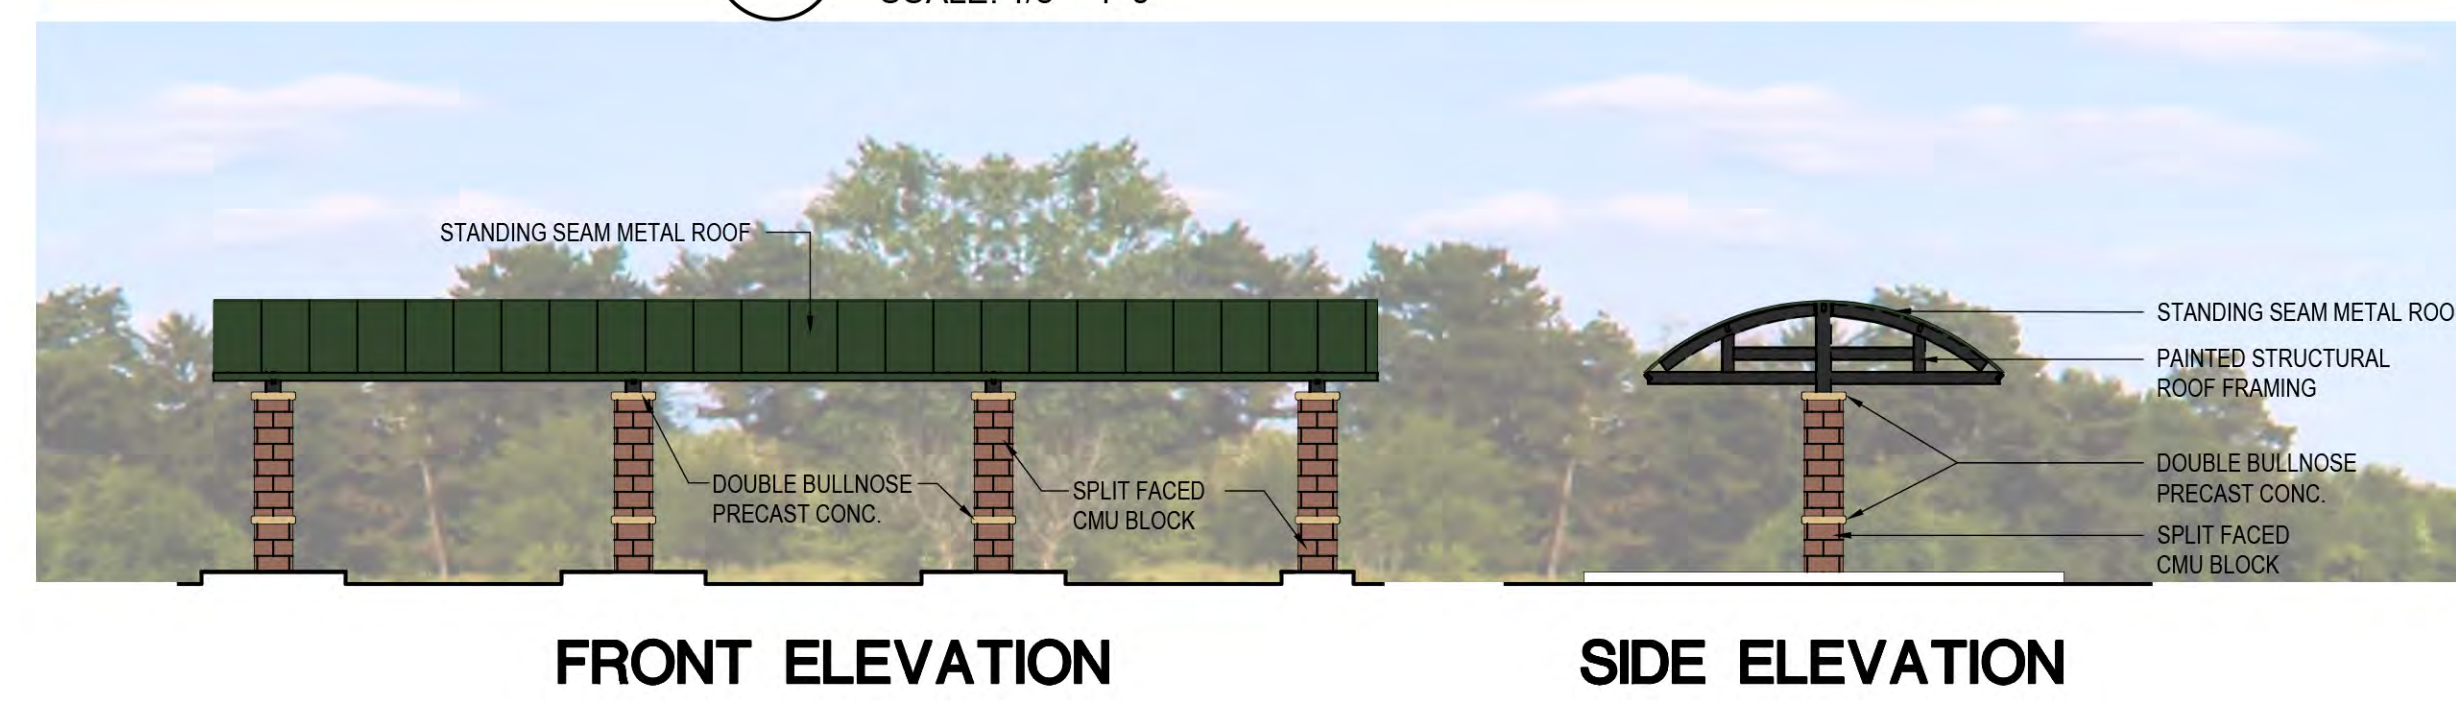 STANDING SEAM METAL ROOF
DOUBLE BULLNOSE
PRECAST CONC.
SPLIT FACED
CMU BLOCK
STANDING SEAM METAL ROO
PAINTED STRUCTURAL
ROOF FRAMING
DOUBLE BULLNOSE
PRECAST CONC.
SPLIT FACED
CMU BLOCK
FRONT ELEVATION
SIDE ELEVATION